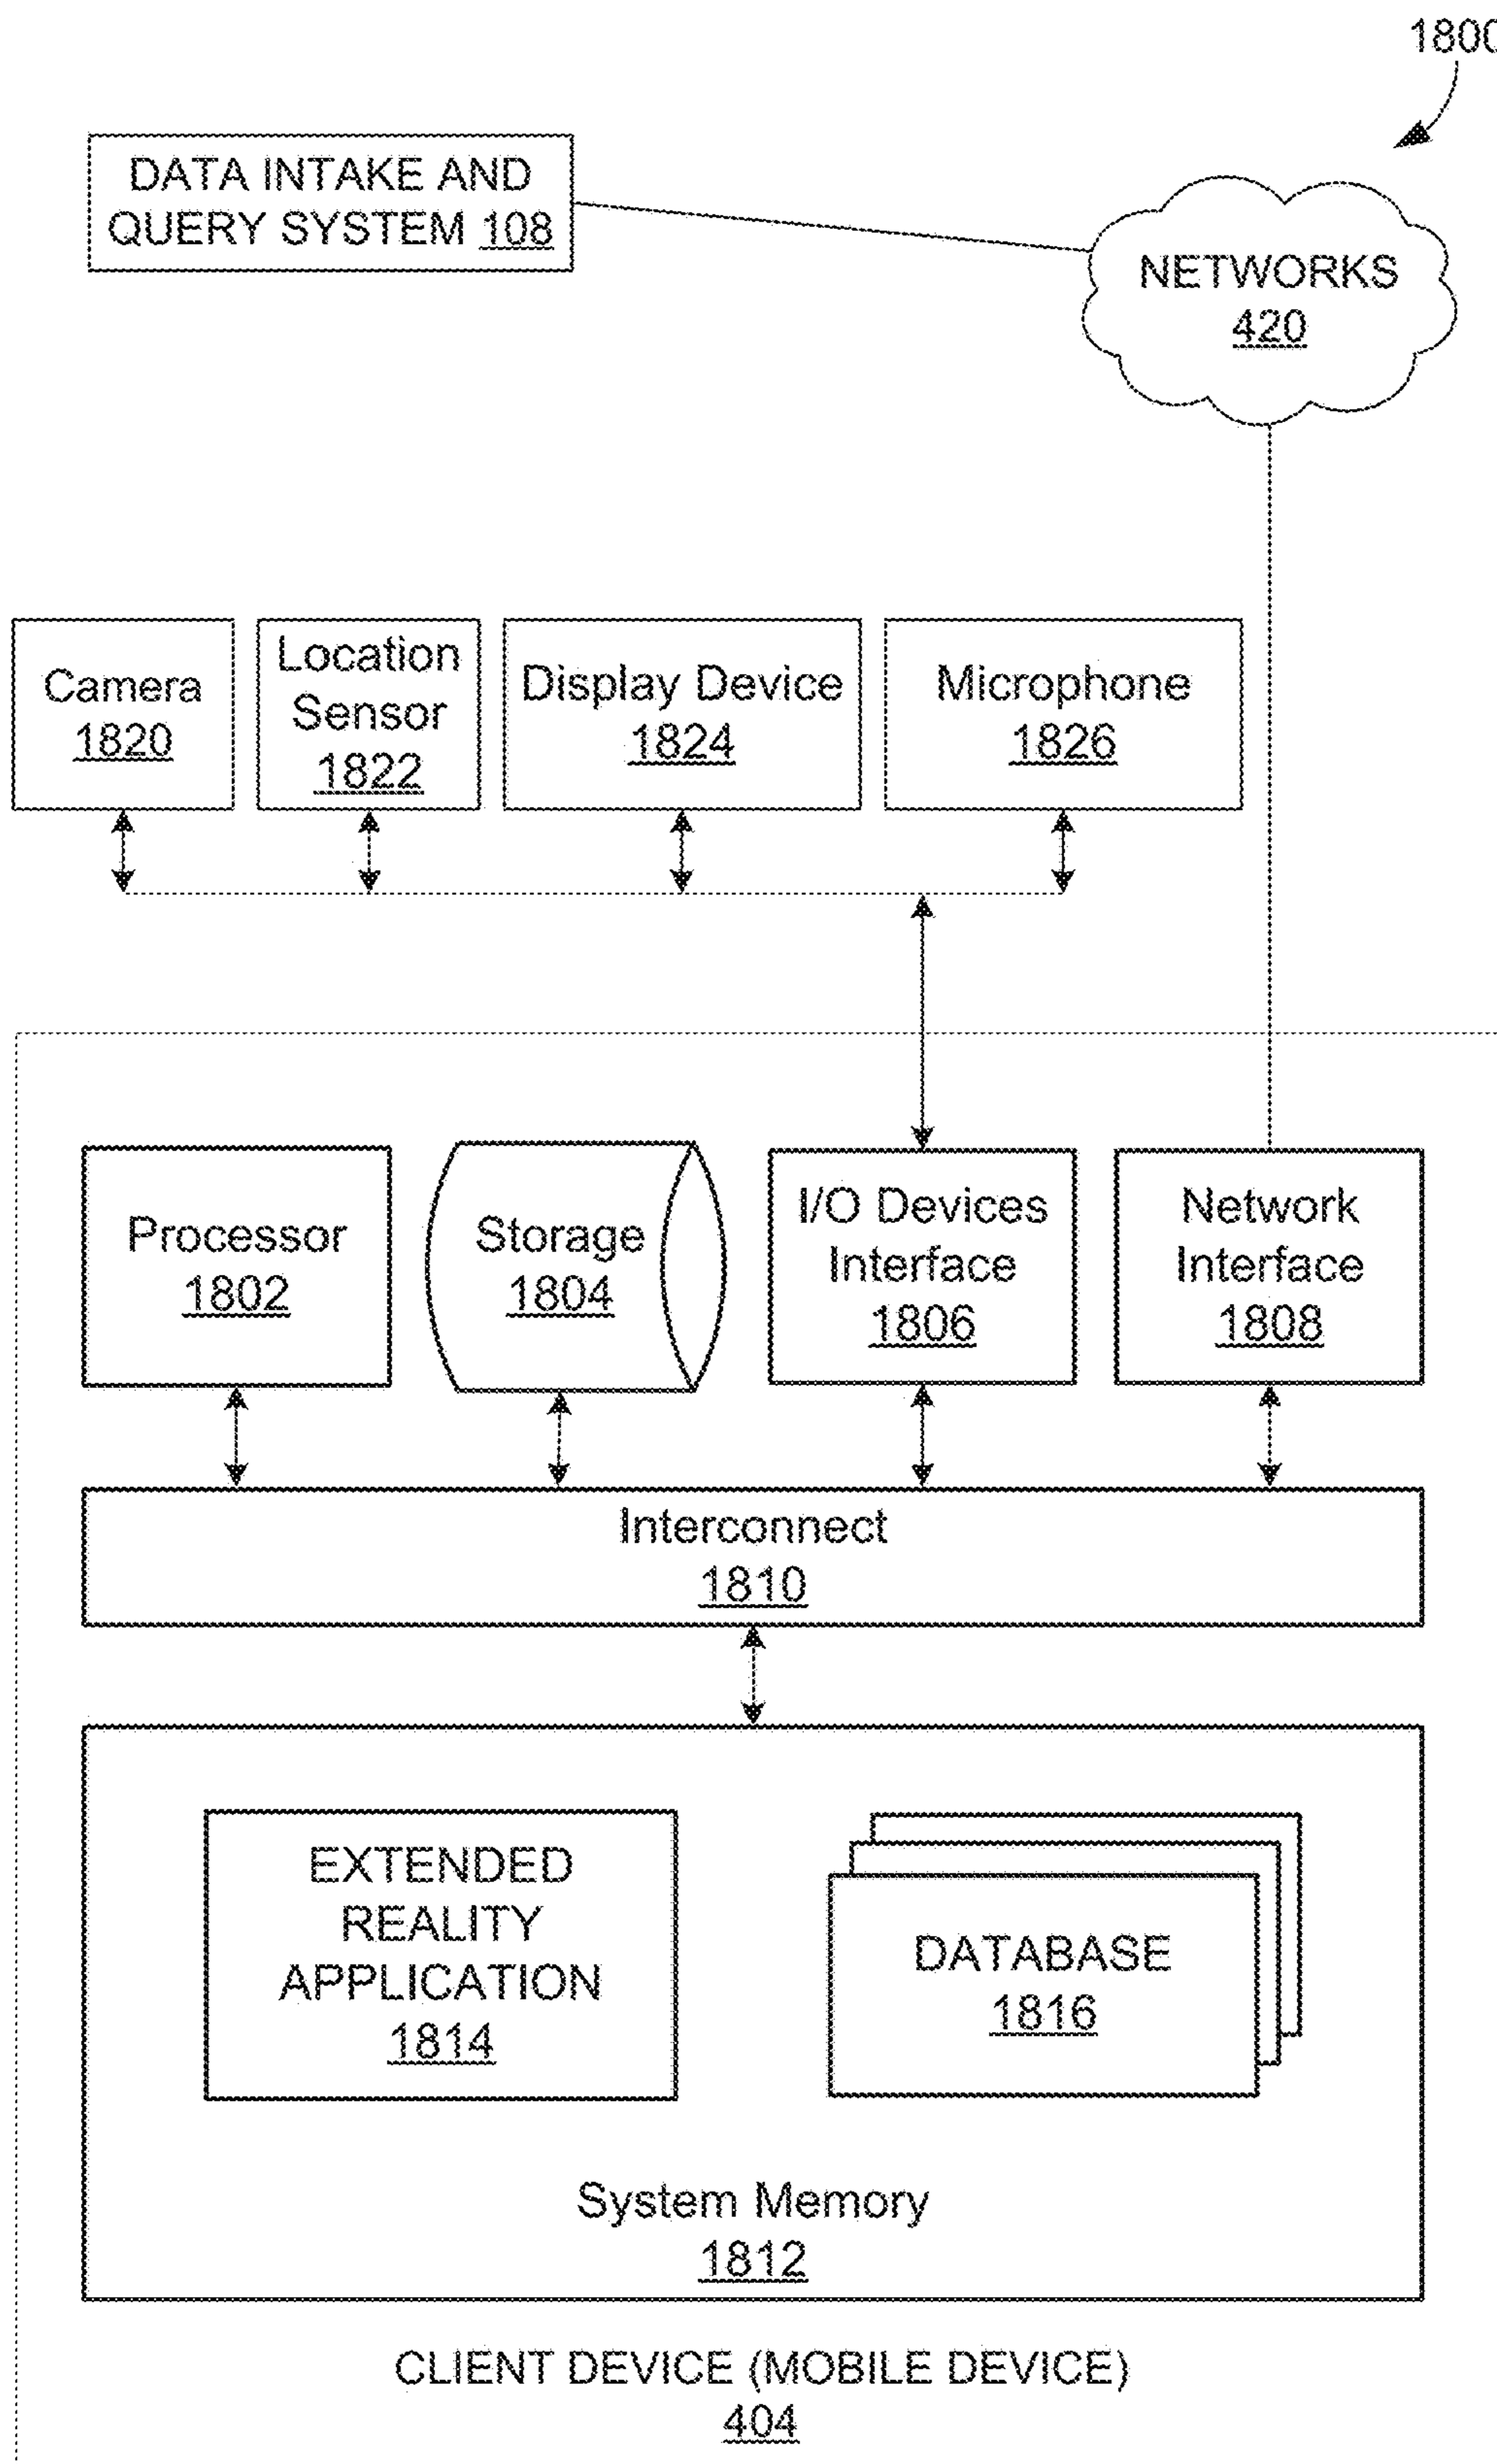 1800
DATA INTAKE AND
QUERY SYSTEM 108
NETWORKS
420
Camera
1820
Location
Sensor
1822
Display Device
1824
Microphone
1826
Processor
1802
Storage
1804
I/O Devices
Interface
1806
Network
Interface
1808
Interconnect
1810
EXTENDED
REALITY
APPLICATION
1814
DATABASE
1816
System Memory
1812
CLIENT DEVICE (MOBILE DEVICE)
404